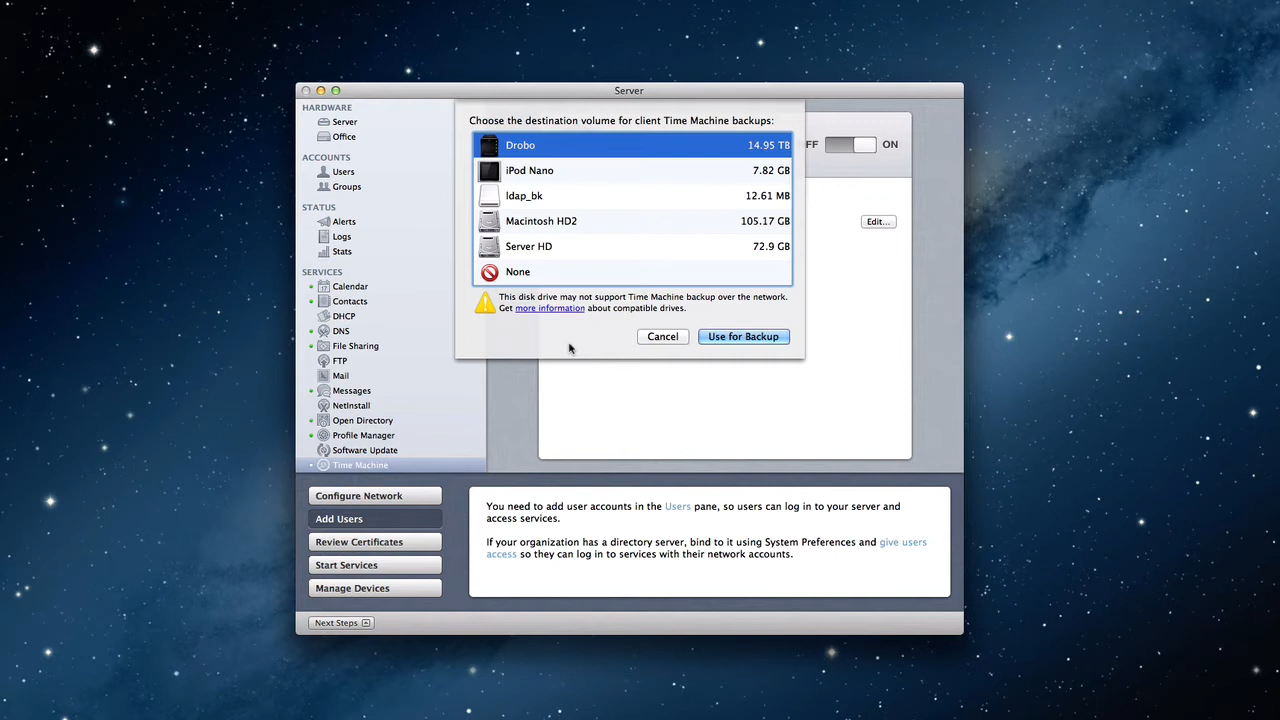 Server
HARDWARE
Server
Office
ACCOUNTS
Users
Groups
STATUS
Alerts
Logs
Stats
SERVICES
Calendar
Contacts
DHCP
DNS
File Sharing
FTP
Mail
Messages
NetInstall
Open Directory
Profile Manager
Software Update
Time Machine
Choose the destination volume for client Time Machine backups:
Drobo 14.95 TB
iPod Nano 7.82 GB
ldap_bk 12.61 MB
Macintosh HD2 105.17 GB
Server HD 72.9 GB
None
This disk drive may not support Time Machine backup over the network.
Get more information about compatible drives.
Cancel Use for Backup
FF ON
Edit...
Configure Network
Add Users
Review Certificates
Start Services
Manage Devices
You need to add user accounts in the Users pane, so users can log in to your server and
access services.
If your organization has a directory server, bind to it using System Preferences and give users
access so they can log in to services with their network accounts.
Next Steps